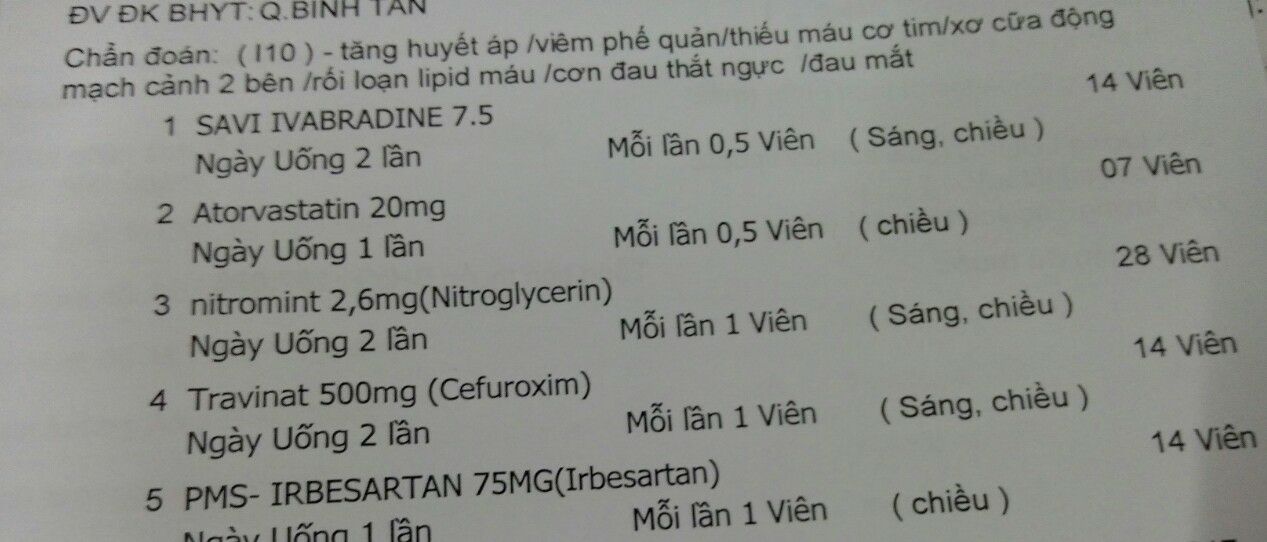 ĐV ĐK BHYT: Q.BÌNH TÂN
Chẩn đoán: ( I10 ) - tăng huyết áp /viêm phế quản/thiếu máu cơ tim/xơ cữa động
mạch cảnh 2 bên /rối loạn lipid máu /cơn đau thắt ngực /đau mắt
1 SAVI IVABRADINE 7.5 14 Viên
Ngày Uống 2 lần Mỗi lần 0,5 Viên ( Sáng, chiều )
2 Atorvastatin 20mg 07 Viên
Ngày Uống 1 lần Mỗi lần 0,5 Viên ( chiều )
3 nitromint 2,6mg(Nitroglycerin) 28 Viên
Ngày Uống 2 lần Mỗi lần 1 Viên ( Sáng, chiều )
4 Travinat 500mg (Cefuroxim) 14 Viên
Ngày Uống 2 lần Mỗi lần 1 Viên ( Sáng, chiều )
5 PMS- IRBESARTAN 75MG(Irbesartan) 14 Viên
Ngày Uống 1 lần Mỗi lần 1 Viên ( chiều )